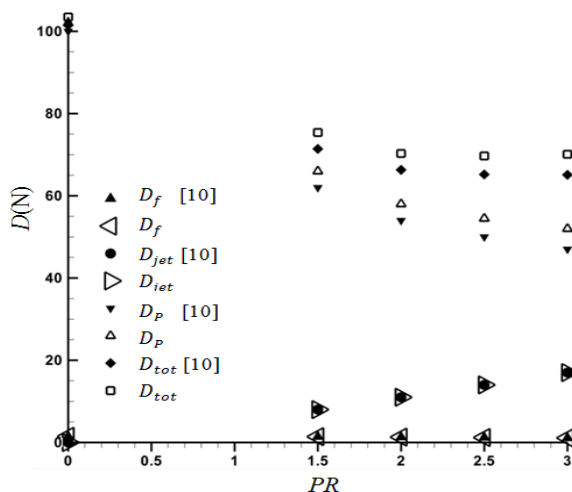 100
80
60
40
20
0
D(N)
D_f [10]
D_f
D_jet [10]
D_iet
D_P [10]
D_P
D_tot [10]
D_tot
0 0.5 1 1.5 2 2.5 3
PR